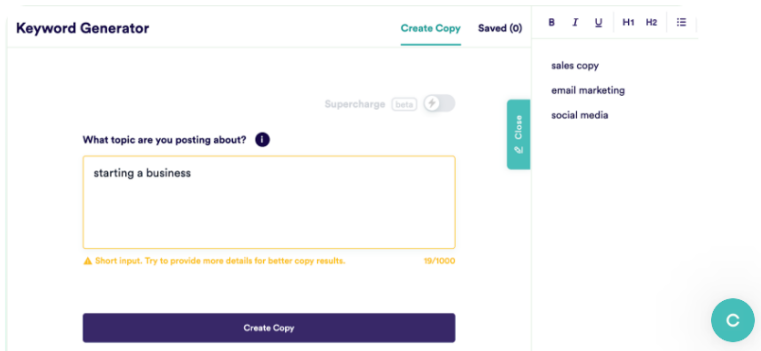 Keyword Generator
Create Copy Saved (0)
B I U H1 H2
sales copy
email marketing
social media
Supercharge beta
Close
What topic are you posting about? i
starting a business
Short input. Try to provide more details for better copy results. 19/1000
Create Copy
C